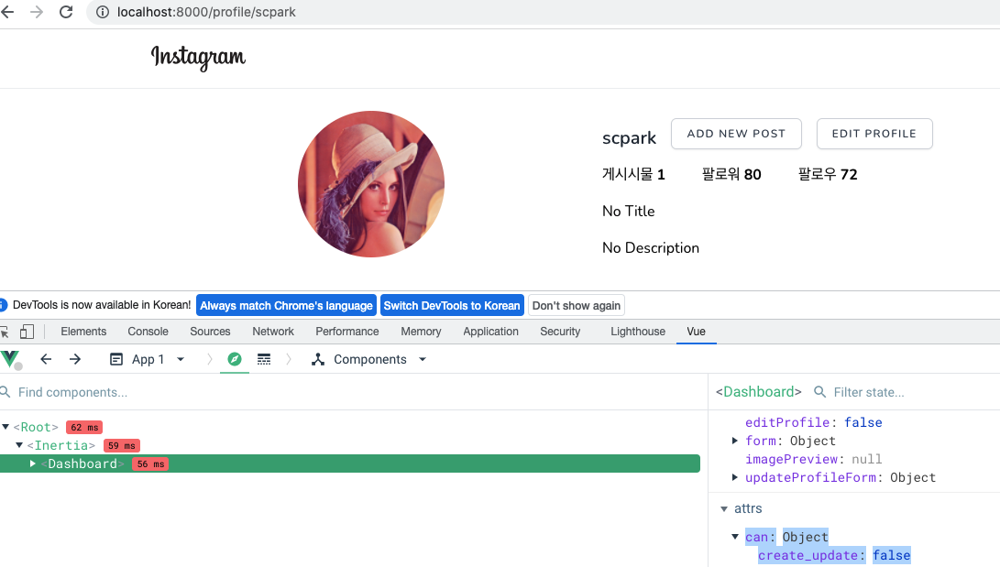 localhost:8000/profile/scpark
Instagram
scpark ADD NEW POST EDIT PROFILE
게시시물 1 팔로워 80 팔로우 72
No Title
No Description
DevTools is now available in Korean! Always match Chrome's language Switch DevTools to Korean Don't show again
Elements Console Sources Network Performance Memory Application Security Lighthouse Vue
App 1 Components
Find components... <Dashboard> Filter state...
<Root> 62 ms editProfile: false
<Inertia> 59 ms form: Object
<Dashboard> 56 ms imagePreview: null
updateProfileForm: Object
attrs
can: Object
create_update: false